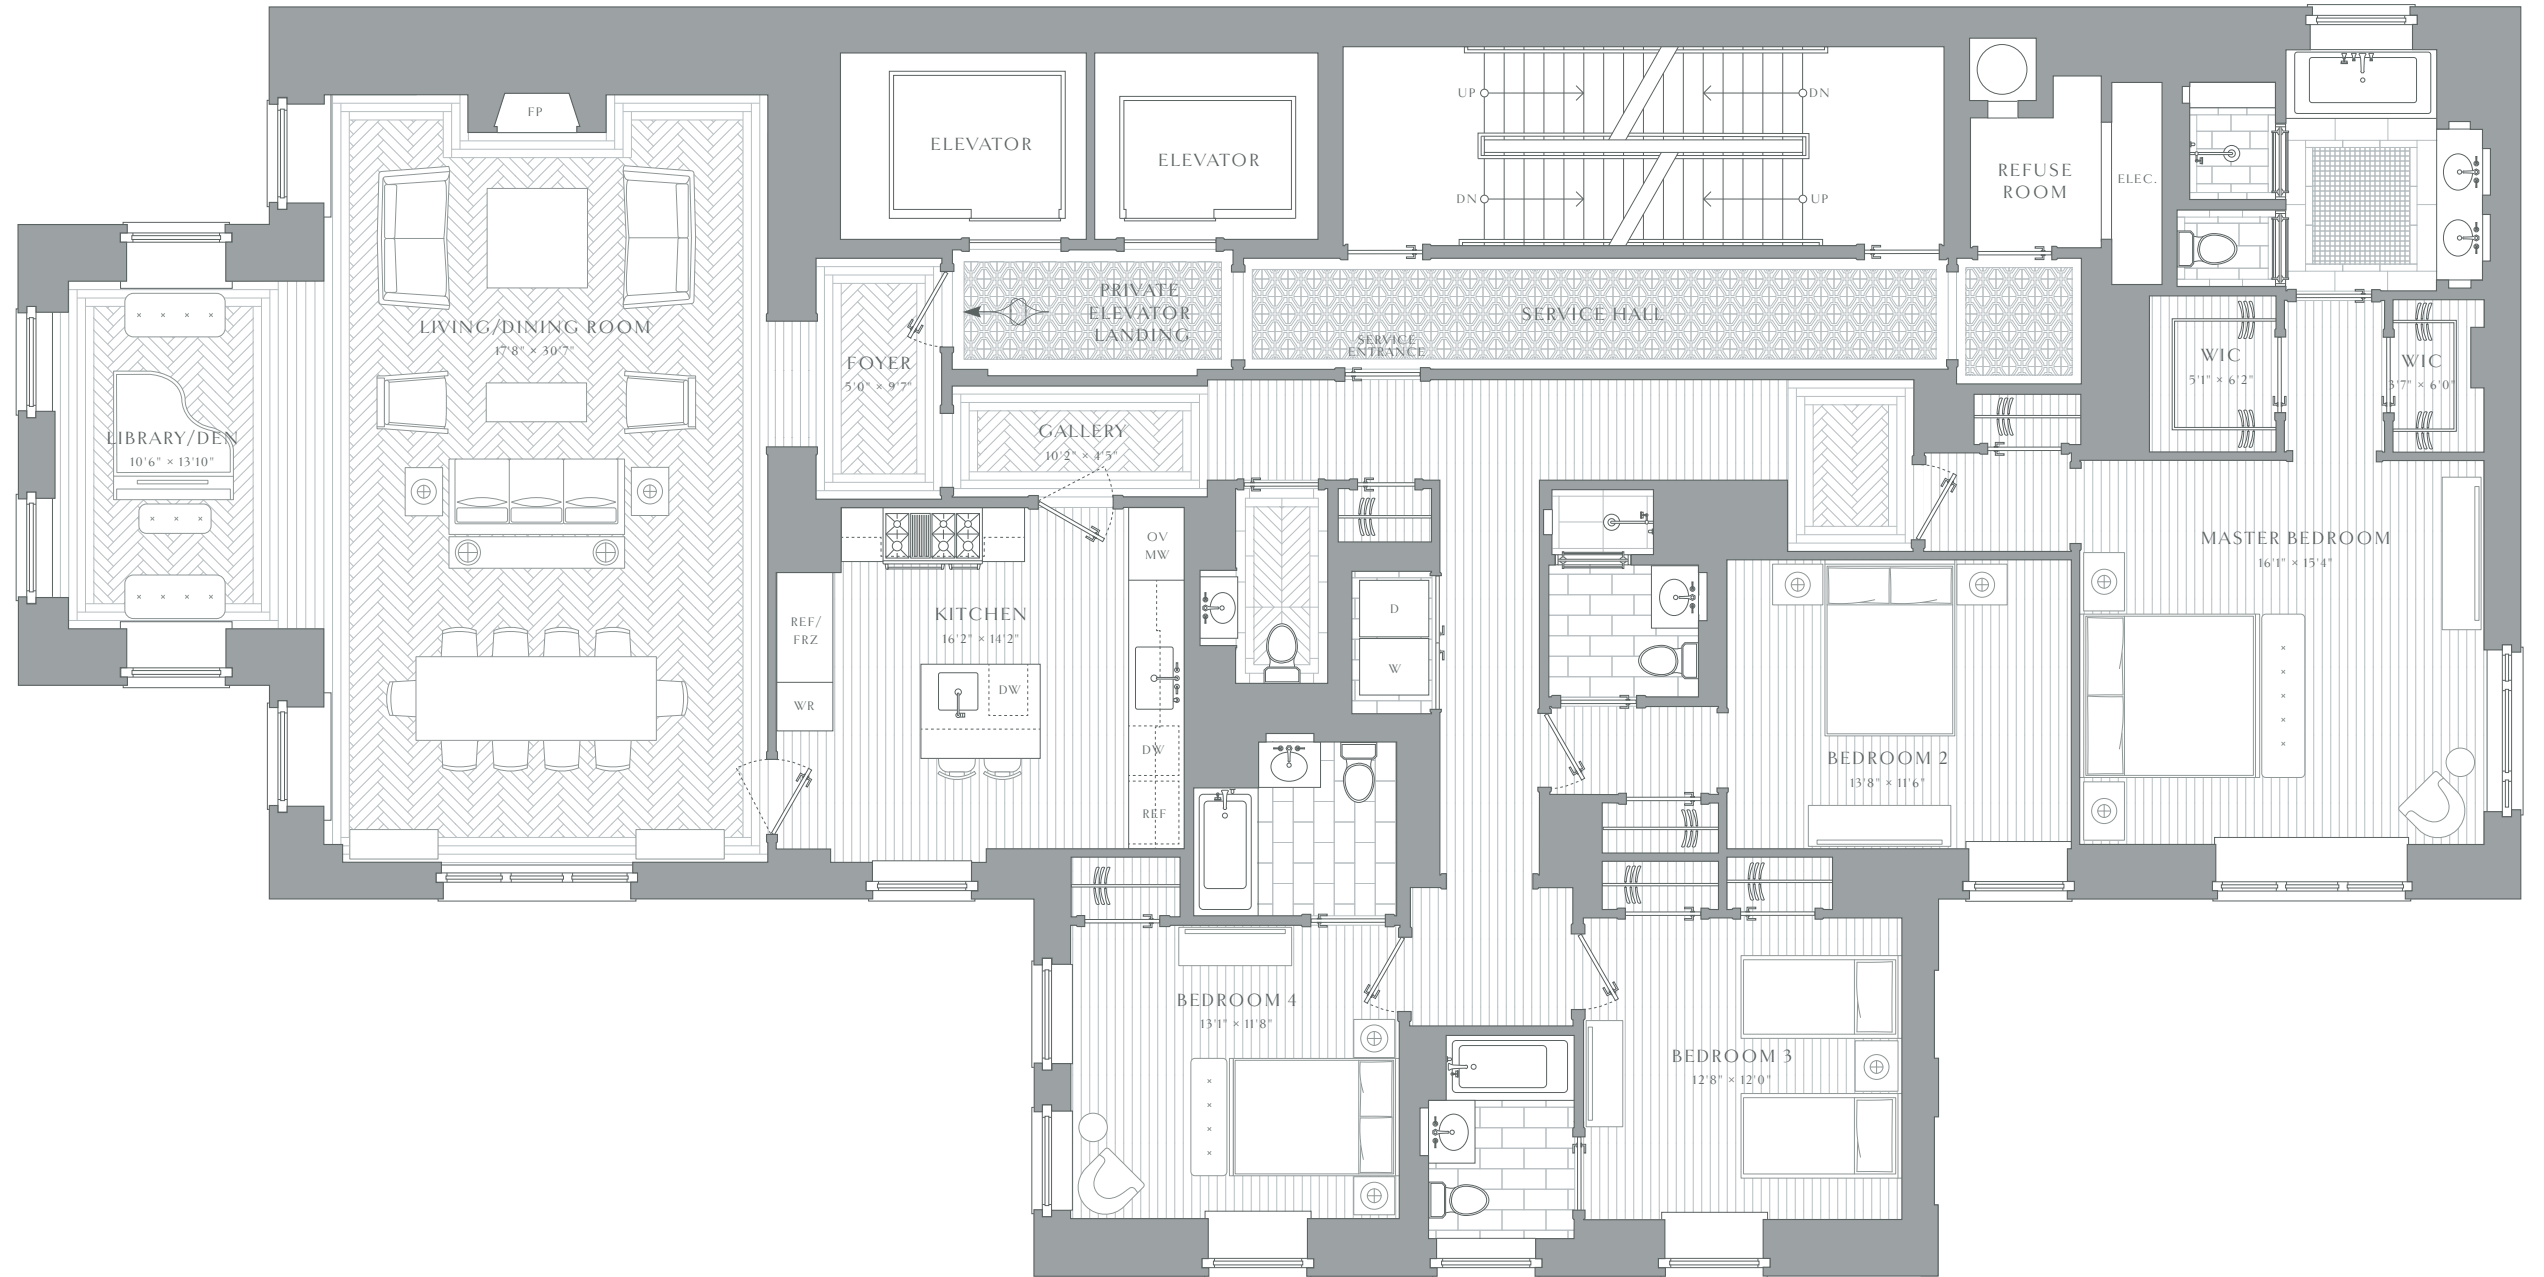 FP
ELEVATOR
ELEVATOR
UP
DN
DN
UP
REFUSE
ROOM
ELEC.
PRIVATE
ELEVATOR
LANDING
SERVICE HALL
SERVICE
ENTRANCE
LIVING/DINING ROOM
17'8" × 30'7"
FOYER
5'0" × 9'7"
WIC
5'1" × 6'2"
WIC
3'7" × 6'0"
LIBRARY/DEN
10'6" × 13'10"
GALLERY
10'2" × 4'5"
OV
MW
MASTER BEDROOM
16'1" × 15'4"
REF/
FRZ
KITCHEN
16'2" × 14'2"
D
W
DW
WR
DW
REF
BEDROOM 2
13'8" × 11'6"
BEDROOM 4
13'1" × 11'8"
BEDROOM 3
12'8" × 12'0"